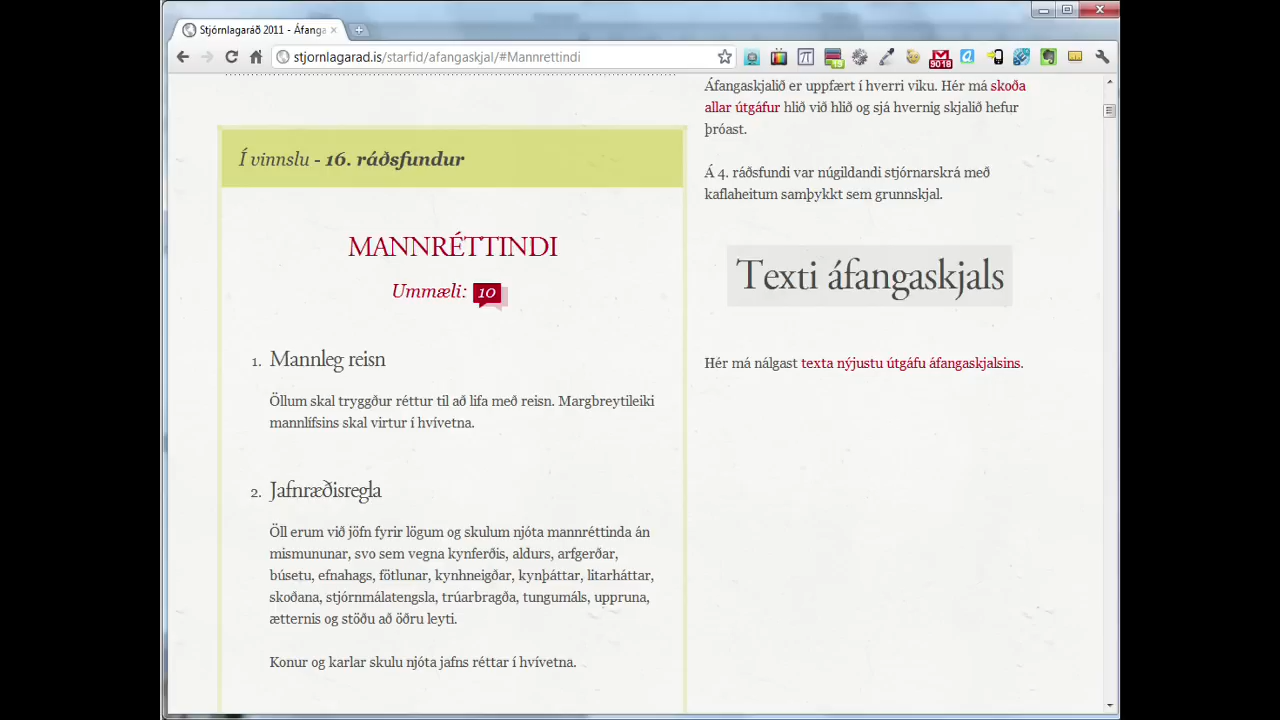 Stjórnlagaráð 2011 - Áfanga
stjornlagarad.is/starfid/afangaskjal/#Mannrettindi
9018
Í vinnslu - 16. ráðsfundur
MANNRÉTTINDI
Ummæli: 10
1. Mannleg reisn
Öllum skal tryggður réttur til að lifa með reisn. Margbreytileiki
mannlífsins skal virtur í hvívetna.
2. Jafnræðisregla
Öll erum við jöfn fyrir lögum og skulum njóta mannréttinda án
mismununar, svo sem vegna kynferðis, aldurs, arfgerðar,
búsetu, efnahags, fötlunar, kynhneigðar, kynþáttar, litarháttar,
skoðana, stjórnmálatengsla, trúarbragða, tungumáls, uppruna,
ætternis og stöðu að öðru leyti.
Konur og karlar skulu njóta jafns réttar í hvívetna.
Áfangaskjalið er uppfært í hverri viku. Hér má skoða
allar útgáfur hlið við hlið og sjá hvernig skjalið hefur
þróast.
Á 4. ráðsfundi var núgildandi stjórnarskrá með
kaflaheitum samþykkt sem grunnskjal.
Texti áfangaskjals
Hér má nálgast texta nýjustu útgáfu áfangaskjalsins.